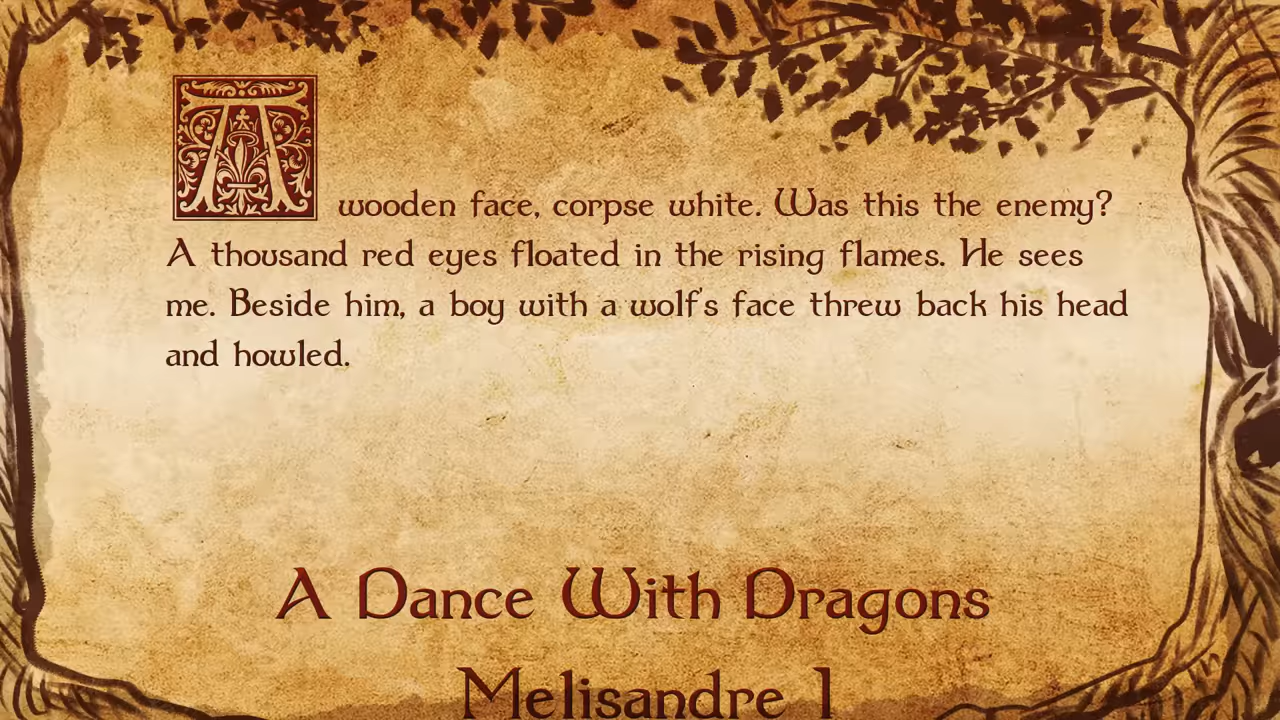 A wooden face, corpse white. Was this the enemy?
A thousand red eyes floated in the rising flames. He sees
me. Beside him, a boy with a wolf's face threw back his head
and howled.
A Dance With Dragons
Melisandre I